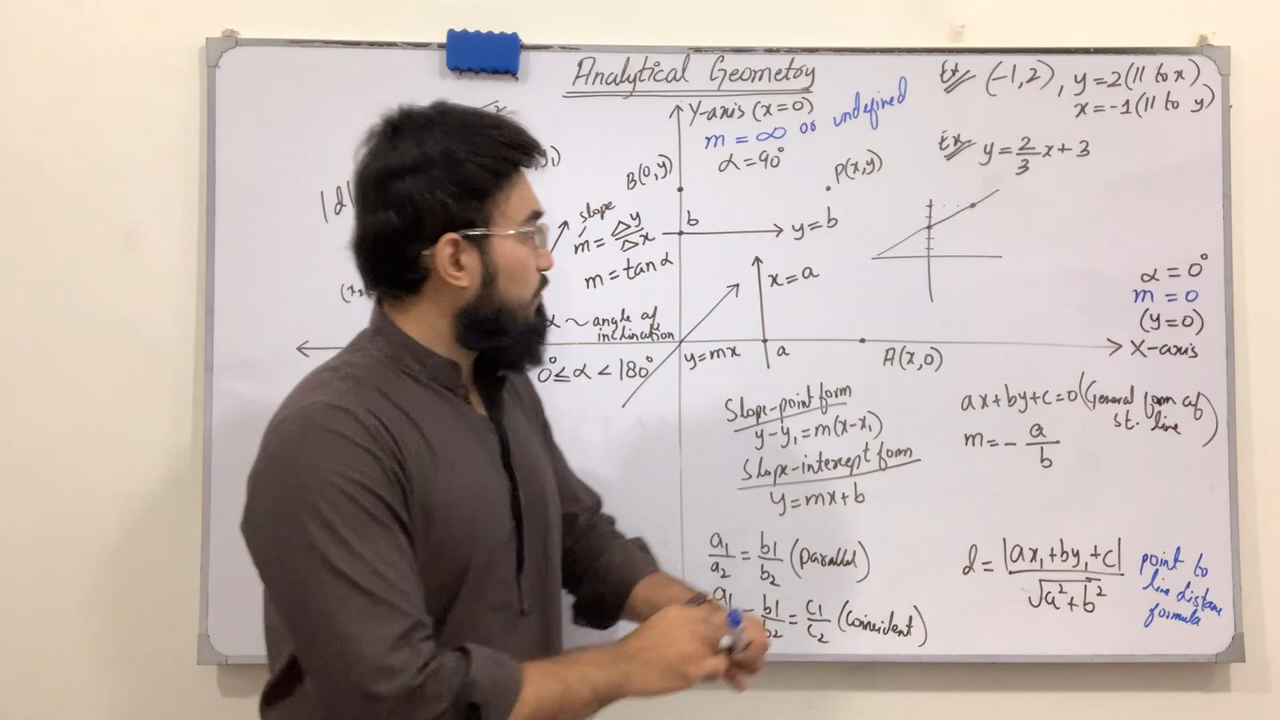 Analytical Geometry
Y-axis (x=0)
m = ∞ or undefined
α = 90°
Ex (-1,2), y=2 (11 to x)
x=-1 (11 to y)
Ex y = 2/3 x + 3
|d|
B(0,y)
P(x,y)
slope
m = Δy/Δx
m = tan α
b
y=b
x=a
α ~ angle of
inclination
0° ≤ α < 180°
y=mx
a
A(x,0)
α = 0°
m = 0
(y=0)
X-axis
Slope-point form
y-y₁=m(x-x₁)
Slope-intercept form
y=mx+b
ax+by+c=0 (General form of
st. line)
m = - a/b
a₁/a₂ = b₁/b₂ (Parallel)
a₁ = b₁/b₂ = c₁/c₂ (Coincident)
d = |ax₁+by₁+c| / √a²+b²
point to
line distance
formula